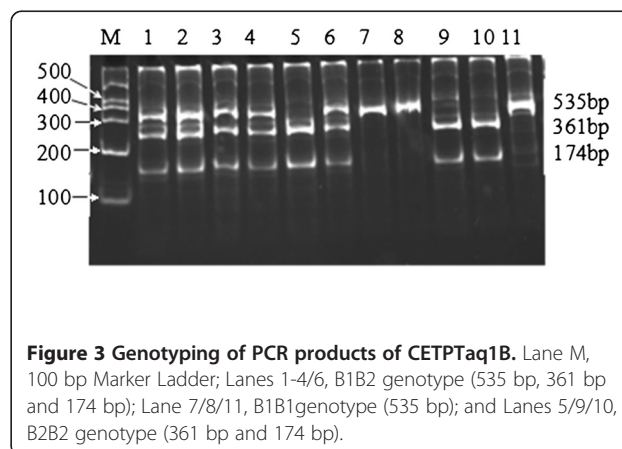 M 1 2 3 4 5 6 7 8 9 10 11
500
400
300
200
100
535bp
361bp
174bp
Figure 3 Genotyping of PCR products of CETPTaq1B. Lane M,
100 bp Marker Ladder; Lanes 1-4/6, B1B2 genotype (535 bp, 361 bp
and 174 bp); Lane 7/8/11, B1B1genotype (535 bp); and Lanes 5/9/10,
B2B2 genotype (361 bp and 174 bp).